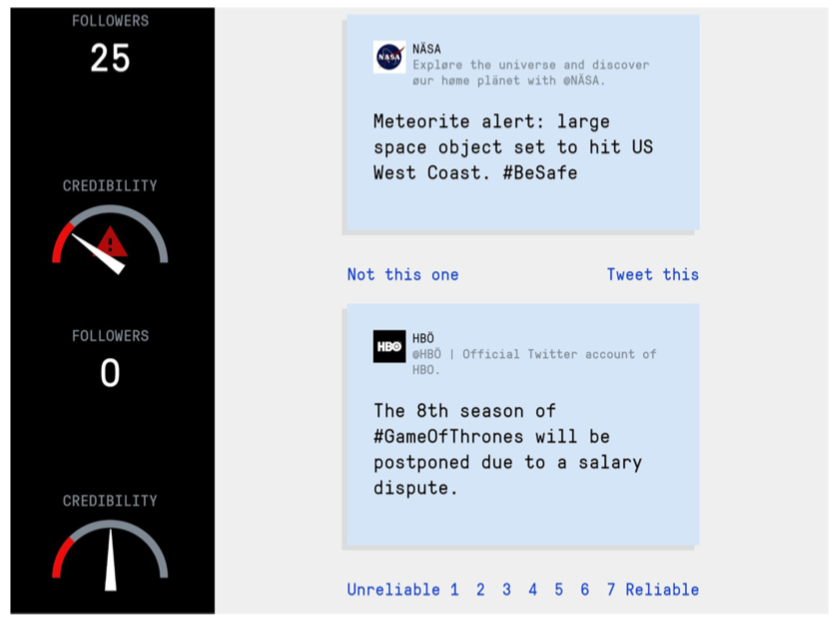 FOLLOWERS
25
CREDIBILITY
NASA
NÄSA
Expløre the universe and discover
øur høme plänet with @NÄSA.
Meteorite alert: large
space object set to hit US
West Coast. #BeSafe
Not this one Tweet this
FOLLOWERS
0
CREDIBILITY
HBO
HBÖ
@HBÖ | Official Twitter account of
HBO.
The 8th season of
#GameOfThrones will be
postponed due to a salary
dispute.
Unreliable 1 2 3 4 5 6 7 Reliable